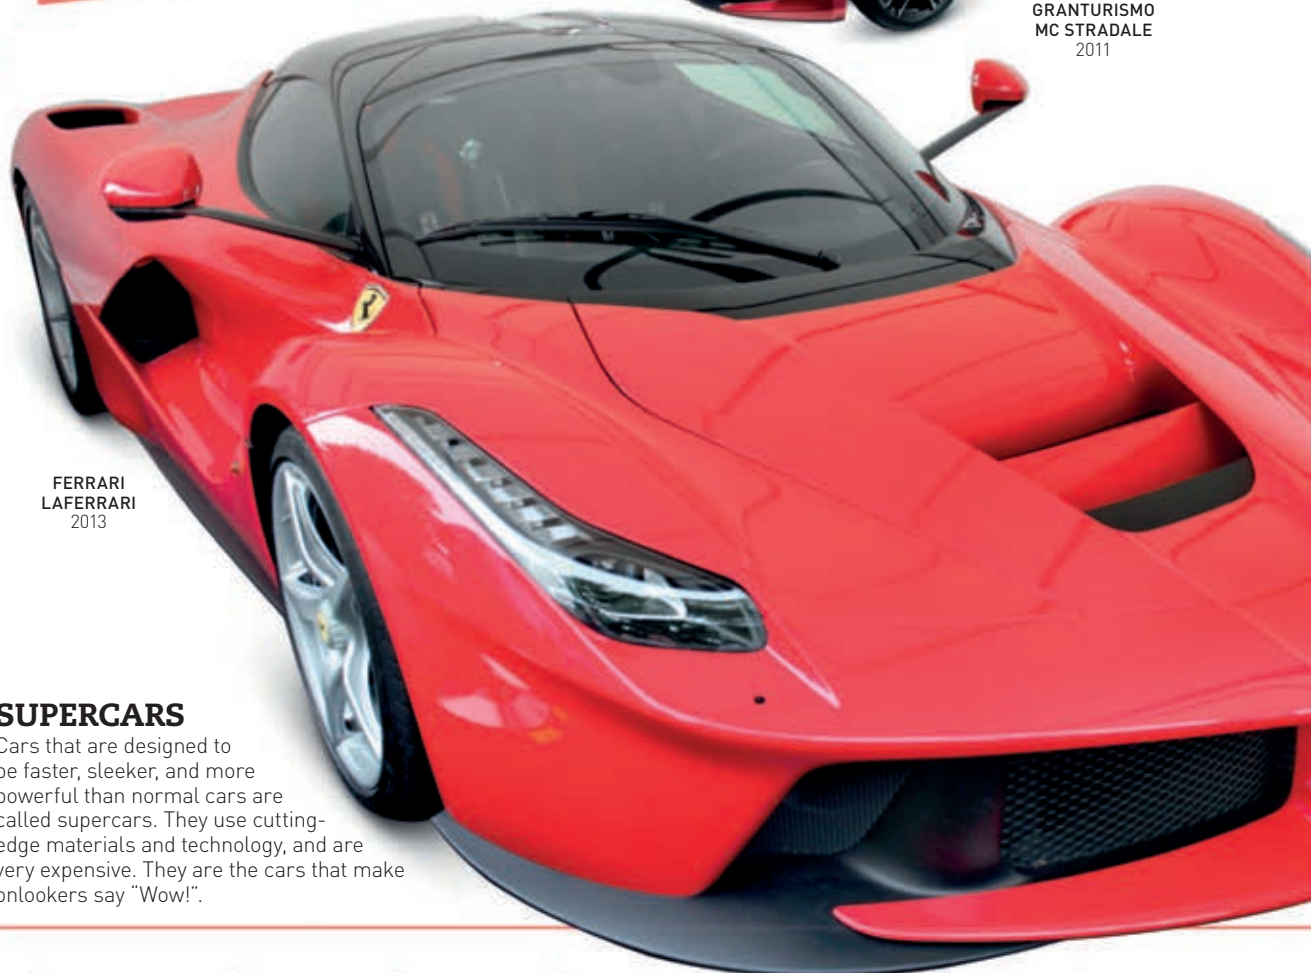 GRANTURISMO
MC STRADALE
2011
FERRARI
LAFERRARI
2013
SUPERCARS
Cars that are designed to
be faster, sleeker, and more
powerful than normal cars are
called supercars. They use cutting-
edge materials and technology, and are
very expensive. They are the cars that make
onlookers say “Wow!”.